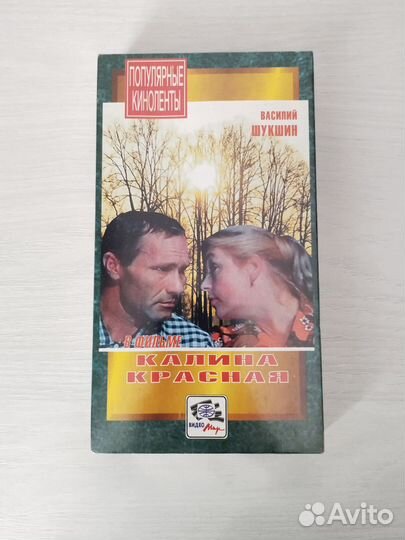 ПОПУЛЯРНЫЕ
КИНОЛЕНТЫ
ВАСИЛИЙ
ШУКШИН
В ФИЛЬМЕ
КАЛИНА
КРАСНАЯ
ВИДЕО Мир
Avito